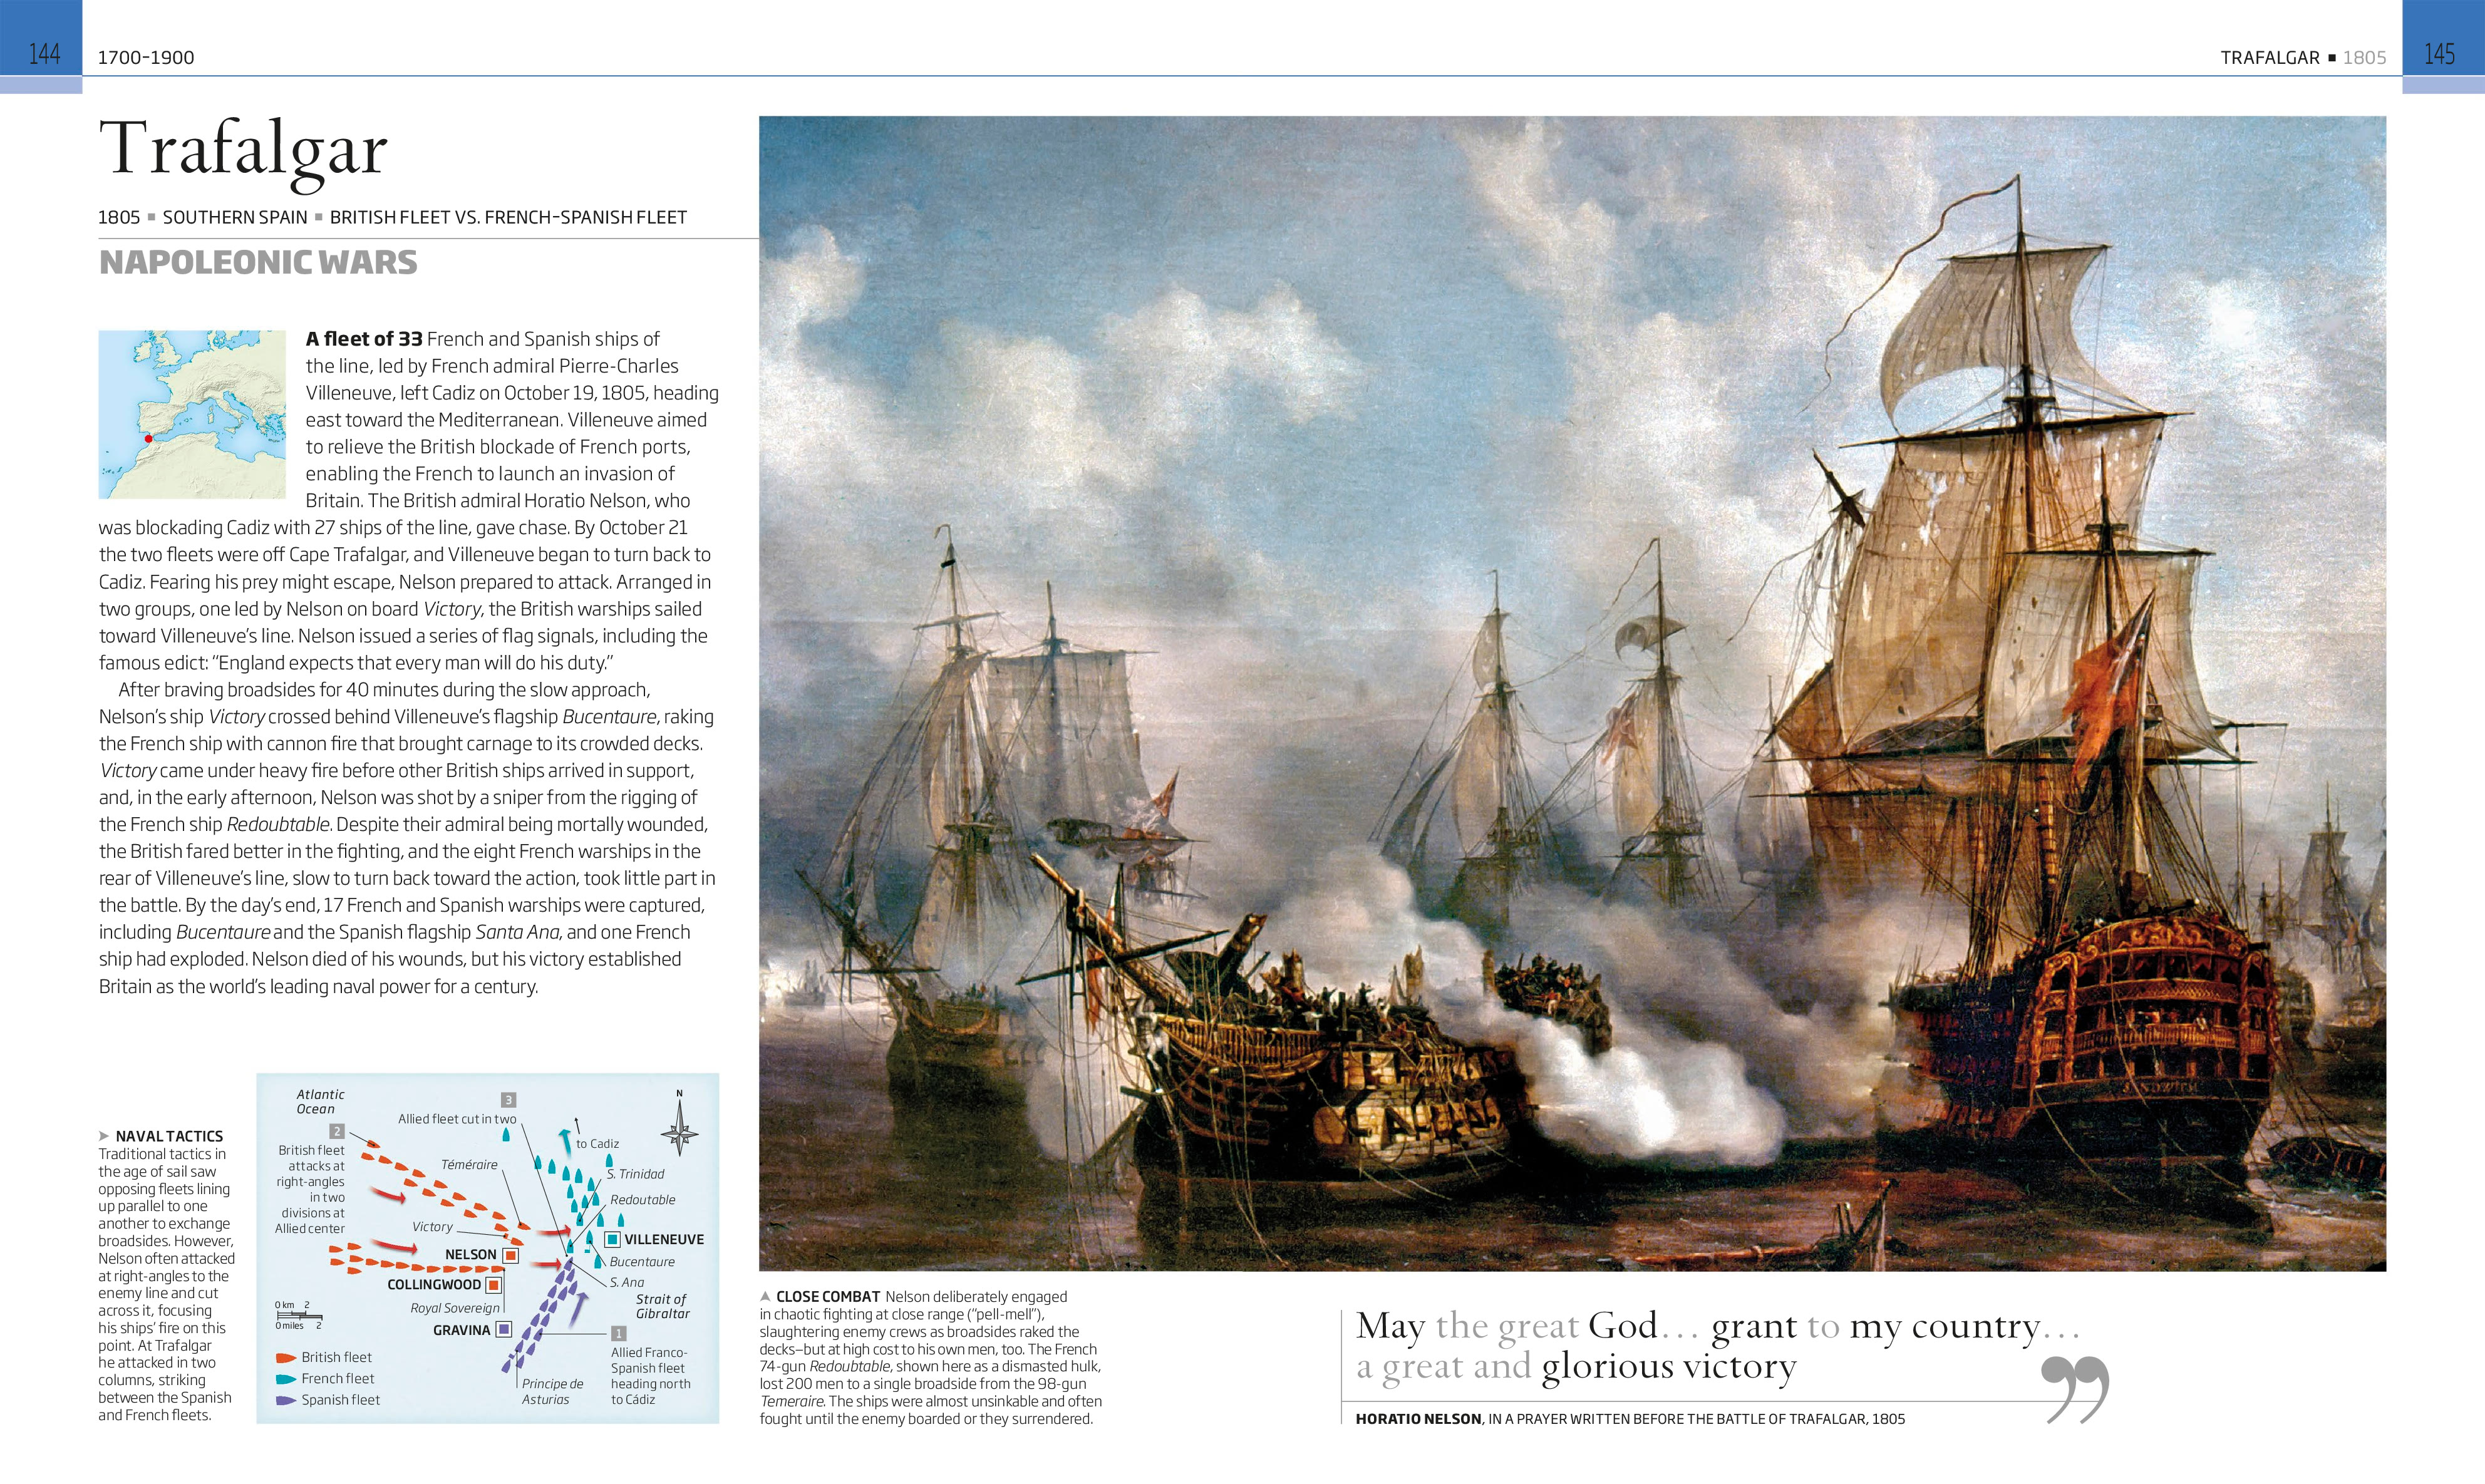 144
1700–1900
TRAFALGAR ▪ 1805
145
Trafalgar
1805 ▪ SOUTHERN SPAIN ▪ BRITISH FLEET VS. FRENCH–SPANISH FLEET
NAPOLEONIC WARS
A fleet of 33 French and Spanish ships of
the line, led by French admiral Pierre-Charles
Villeneuve, left Cadiz on October 19, 1805, heading
east toward the Mediterranean. Villeneuve aimed
to relieve the British blockade of French ports,
enabling the French to launch an invasion of
Britain. The British admiral Horatio Nelson, who
was blockading Cadiz with 27 ships of the line, gave chase. By October 21
the two fleets were off Cape Trafalgar, and Villeneuve began to turn back to
Cadiz. Fearing his prey might escape, Nelson prepared to attack. Arranged in
two groups, one led by Nelson on board Victory, the British warships sailed
toward Villeneuve's line. Nelson issued a series of flag signals, including the
famous edict: "England expects that every man will do his duty."
After braving broadsides for 40 minutes during the slow approach,
Nelson's ship Victory crossed behind Villeneuve's flagship Bucentaure, raking
the French ship with cannon fire that brought carnage to its crowded decks.
Victory came under heavy fire before other British ships arrived in support,
and, in the early afternoon, Nelson was shot by a sniper from the rigging of
the French ship Redoubtable. Despite their admiral being mortally wounded,
the British fared better in the fighting, and the eight French warships in the
rear of Villeneuve's line, slow to turn back toward the action, took little part in
the battle. By the day's end, 17 French and Spanish warships were captured,
including Bucentaure and the Spanish flagship Santa Ana, and one French
ship had exploded. Nelson died of his wounds, but his victory established
Britain as the world's leading naval power for a century.
➤ NAVAL TACTICS
Traditional tactics in
the age of sail saw
opposing fleets lining
up parallel to one
another to exchange
broadsides. However,
Nelson often attacked
at right-angles to the
enemy line and cut
across it, focusing
his ships' fire on this
point. At Trafalgar
he attacked in two
columns, striking
between the Spanish
and French fleets.
Atlantic
Ocean
2
British fleet
attacks at
right-angles
in two
divisions at
Allied center
3
Allied fleet cut in two
N
to Cadiz
Téméraire
S. Trinidad
Redoutable
Victory
VILLENEUVE
NELSON
Bucentaure
COLLINGWOOD
S. Ana
Royal Sovereign
Strait of
Gibraltar
GRAVINA
0 km 2
0 miles 2
1
Allied Franco-
Spanish fleet
heading north
to Cádiz
Principe de
Asturias
British fleet
French fleet
Spanish fleet
CALENS
▲ CLOSE COMBAT Nelson deliberately engaged
in chaotic fighting at close range ("pell-mell"),
slaughtering enemy crews as broadsides raked the
decks—but at high cost to his own men, too. The French
74-gun Redoubtable, shown here as a dismasted hulk,
lost 200 men to a single broadside from the 98-gun
Temeraire. The ships were almost unsinkable and often
fought until the enemy boarded or they surrendered.
May the great God… grant to my country…
a great and glorious victory
”
HORATIO NELSON, IN A PRAYER WRITTEN BEFORE THE BATTLE OF TRAFALGAR, 1805